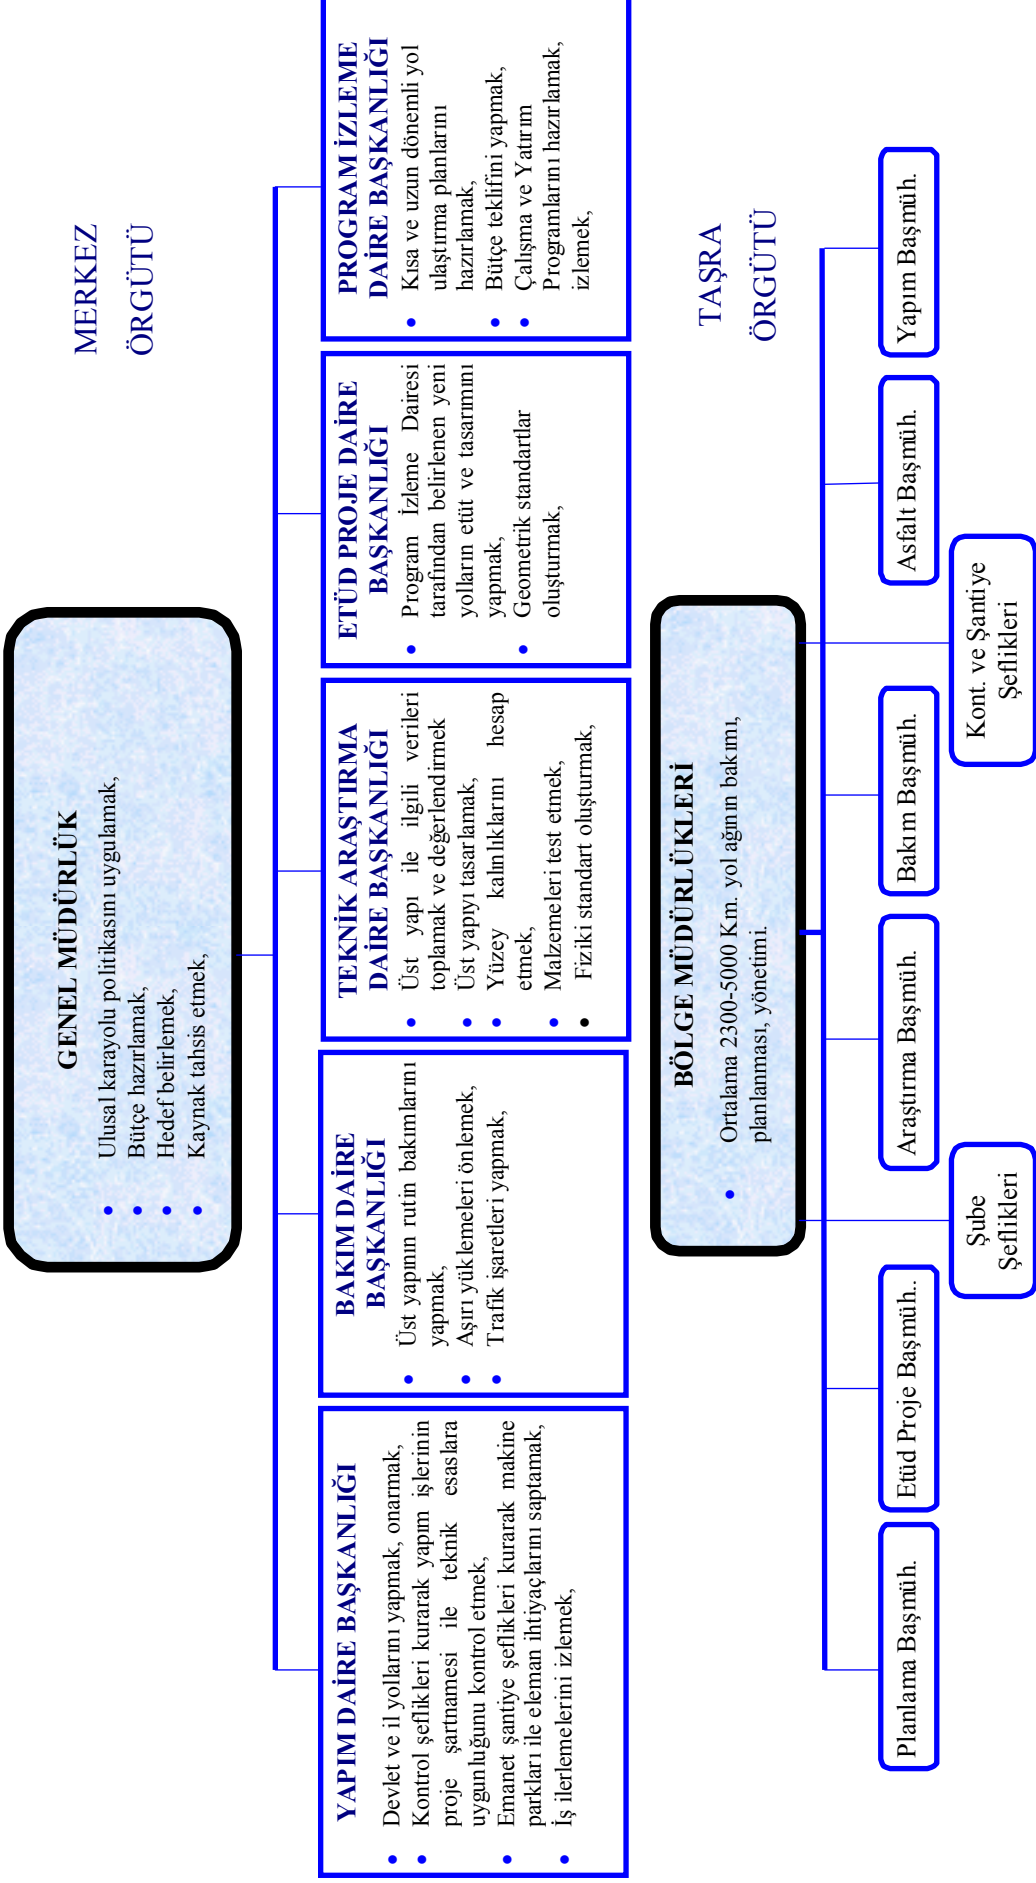 MERKEZ
ÖRGÜTÜ
GENEL MÜDÜRLÜK
• Ulusal karayolu politikasını uygulamak,
• Bütçe hazırlamak,
• Hedef belirlemek,
• Kaynak tahsis etmek,
YAPIM DAİRE BAŞKANLIĞI
• Devlet ve il yollarını yapmak, onarmak,
• Kontrol şeflikleri kurarak yapım işlerinin
proje şartnamesi ile teknik esaslara
uygunluğunu kontrol etmek,
• Emanet şantiye şeflikleri kurarak makine
parkları ile eleman ihtiyaçlarını saptamak,
• İş ilerlemelerini izlemek,
BAKIM DAİRE
BAŞKANLIĞI
• Üst yapının rutin bakımlarını
yapmak,
• Aşırı yüklemeleri önlemek,
• Trafik işaretleri yapmak,
TEKNİK ARAŞTIRMA
DAİRE BAŞKANLIĞI
• Üst yapı ile ilgili verileri
toplamak ve değerlendirmek
• Üst yapıyı tasarlamak,
• Yüzey kalınlıklarını hesap
etmek,
• Malzemeleri test etmek,
• Fiziki standart oluşturmak,
ETÜD PROJE DAİRE
BAŞKANLIĞI
• Program İzleme Dairesi
tarafından belirlenen yeni
yolların etüt ve tasarımını
yapmak,
• Geometrik standartlar
oluşturmak,
PROGRAM İZLEME
DAİRE BAŞKANLIĞI
• Kısa ve uzun dönemli yol
ulaştırma planlarını
hazırlamak,
• Bütçe teklifini yapmak,
• Çalışma ve Yatırım
Programlarını hazırlamak,
izlemek,
TAŞRA
ÖRGÜTÜ
BÖLGE MÜDÜRLÜKLERİ
• Ortalama 2300-5000 Km. yol ağının bakımı,
planlanması, yönetimi.
Planlama Başmüh.
Etüd Proje Başmüh..
Araştırma Başmüh.
Bakım Başmüh.
Asfalt Başmüh.
Yapım Başmüh.
Şube
Şeflikleri
Kont. ve Şantiye
Şeflikleri